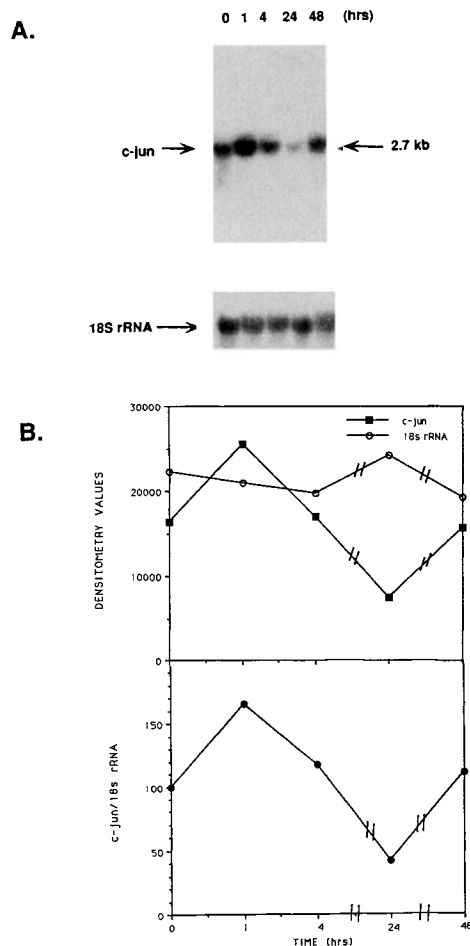 A.
0 1 4 24 48 (hrs)
c-jun
2.7 kb
18S rRNA
B.
30000
20000
10000
0
DENSITOMETRY VALUES
c-jun
18s rRNA
150
100
50
0
c-jun/18s rRNA
0 1 4 24 48
TIME (hrs)